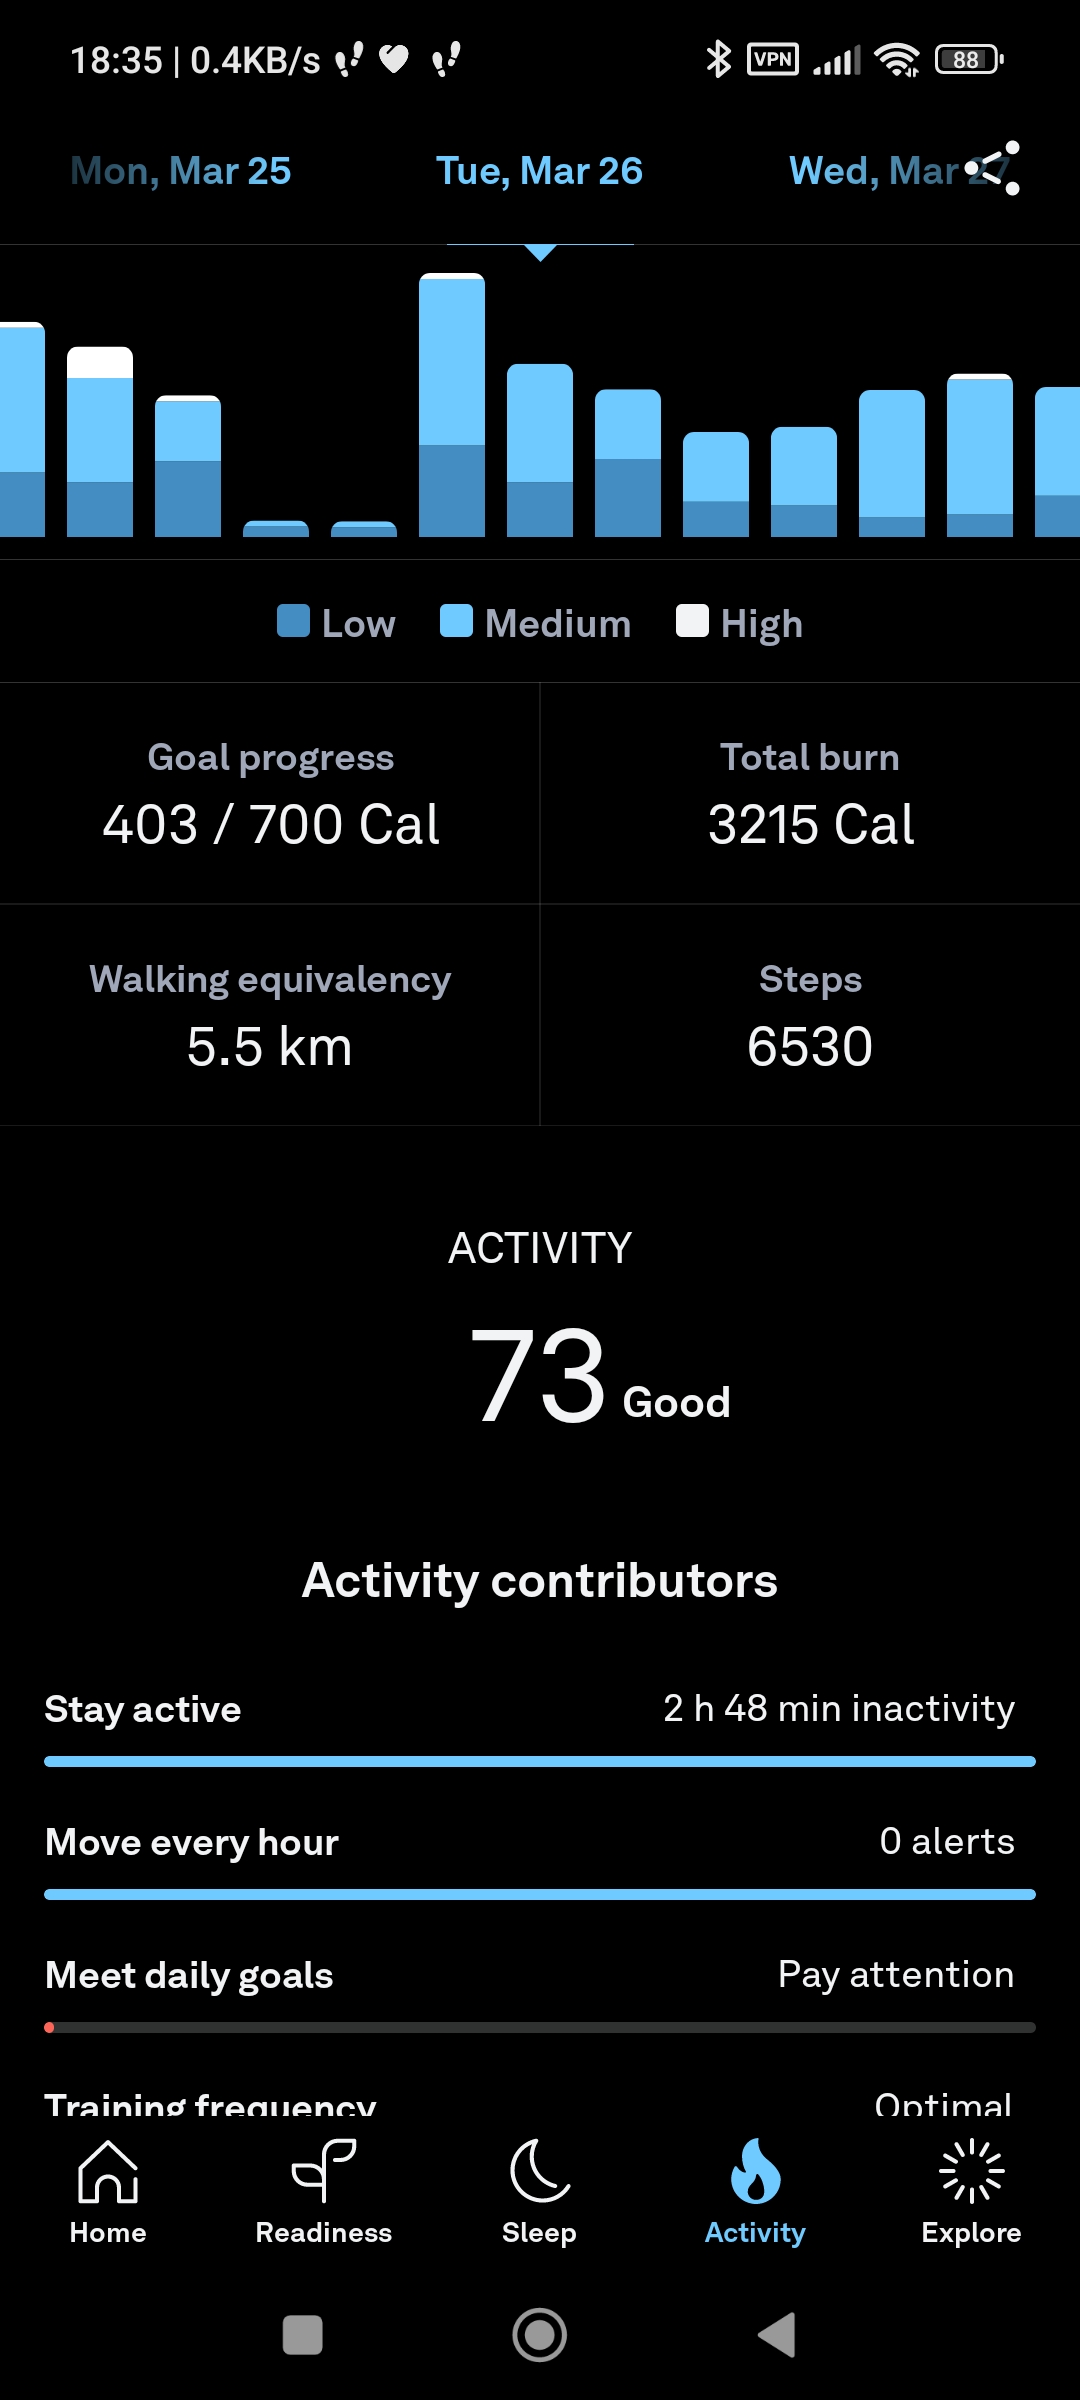 18:35 | 0.4KB/s VPN 88
Mon, Mar 25 Tue, Mar 26 Wed, Mar 27
Low Medium High
Goal progress Total burn
403 / 700 Cal 3215 Cal
Walking equivalency Steps
5.5 km 6530
ACTIVITY
73 Good
Activity contributors
Stay active 2 h 48 min inactivity
Move every hour 0 alerts
Meet daily goals Pay attention
Training frequency Optimal
Home Readiness Sleep Activity Explore